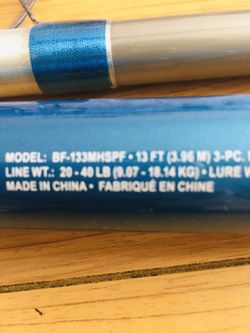 MODEL: BF-133MHSPF • 13 FT (3.96 M) 3-PC.
LINE WT.: 20 - 40 LB (9.07 - 18.14 KG) • LURE
MADE IN CHINA • FABRIQUÉ EN CHINE